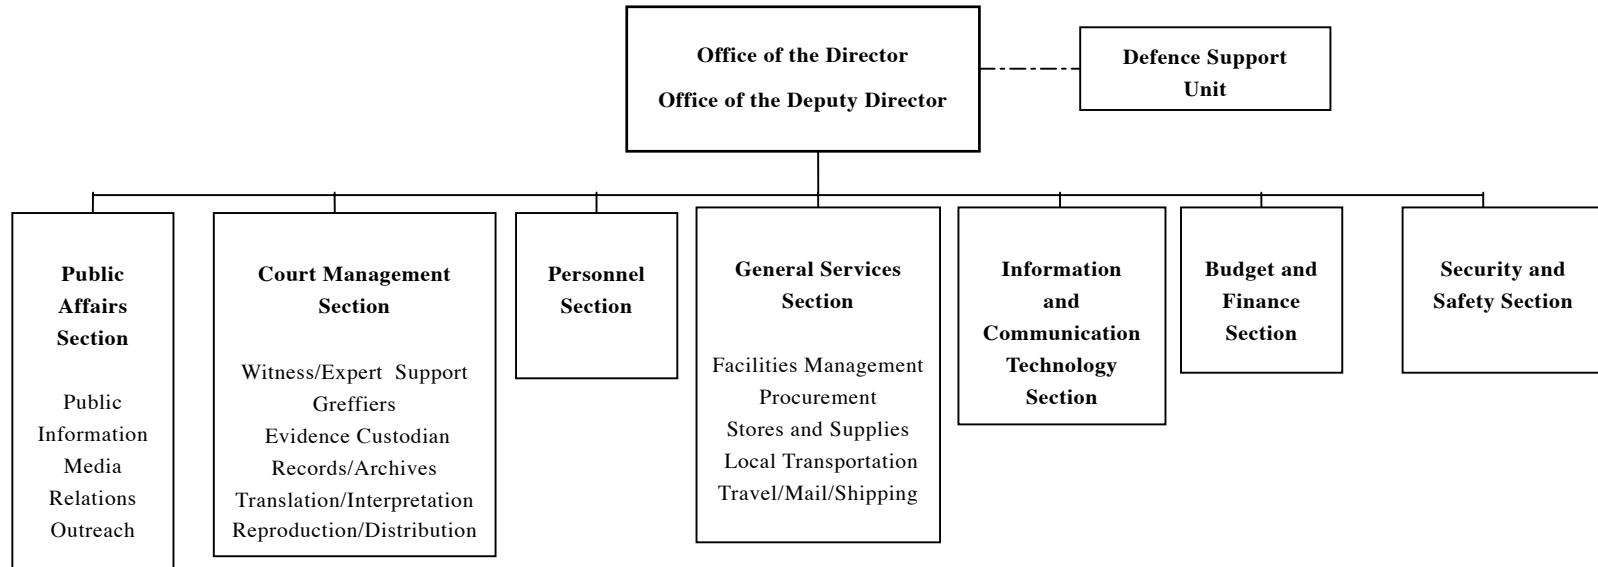 Office of the Director
Office of the Deputy Director
Defence Support
Unit
Public
Affairs
Section
Public
Information
Media
Relations
Outreach
Court Management
Section
Witness/Expert Support
Greffiers
Evidence Custodian
Records/Archives
Translation/Interpretation
Reproduction/Distribution
Personnel
Section
General Services
Section
Facilities Management
Procurement
Stores and Supplies
Local Transportation
Travel/Mail/Shipping
Information
and
Communication
Technology
Section
Budget and
Finance
Section
Security and
Safety Section